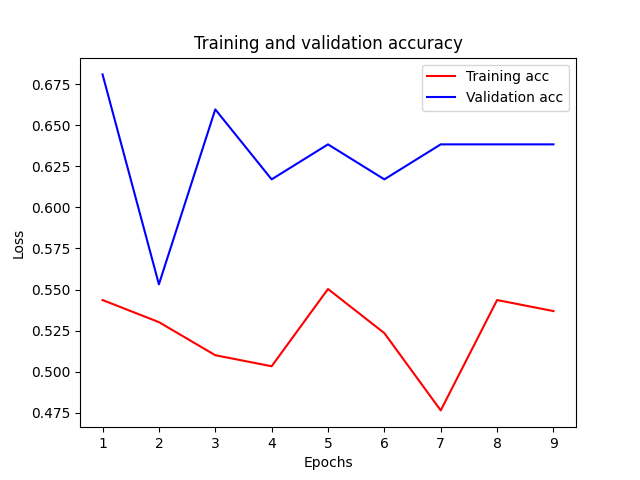 Training and validation accuracy
Training acc
Validation acc
0.675
0.650
0.625
0.600
0.575
0.550
0.525
0.500
0.475
Loss
1 2 3 4 5 6 7 8 9
Epochs